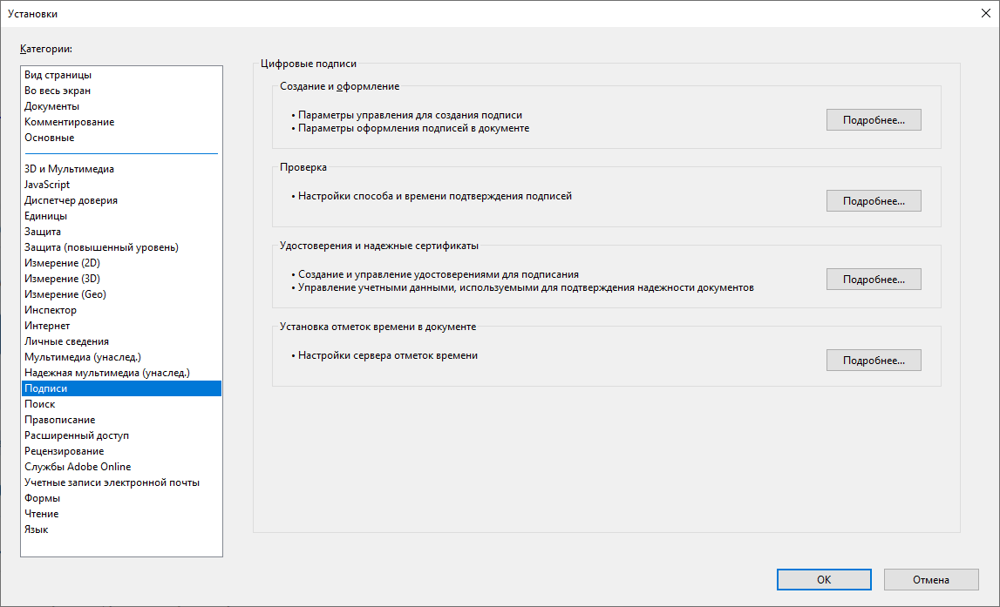 Установки
Категории:
Вид страницы
Во весь экран
Документы
Комментирование
Основные
3D и Мультимедиа
JavaScript
Диспетчер доверия
Единицы
Защита
Защита (повышенный уровень)
Измерение (2D)
Измерение (3D)
Измерение (Geo)
Инспектор
Интернет
Личные сведения
Мультимедиа (унаслед.)
Надежная мультимедиа (унаслед.)
Подписи
Поиск
Правописание
Расширенный доступ
Рецензирование
Службы Adobe Online
Учетные записи электронной почты
Формы
Чтение
Язык
Цифровые подписи
Создание и оформление
• Параметры управления для создания подписи
• Параметры оформления подписей в документе
Подробнее...
Проверка
• Настройки способа и времени подтверждения подписей
Подробнее...
Удостоверения и надежные сертификаты
• Создание и управление удостоверениями для подписания
• Управление учетными данными, используемыми для подтверждения надежности документов
Подробнее...
Установка отметок времени в документе
• Настройки сервера отметок времени
Подробнее...
ОК
Отмена